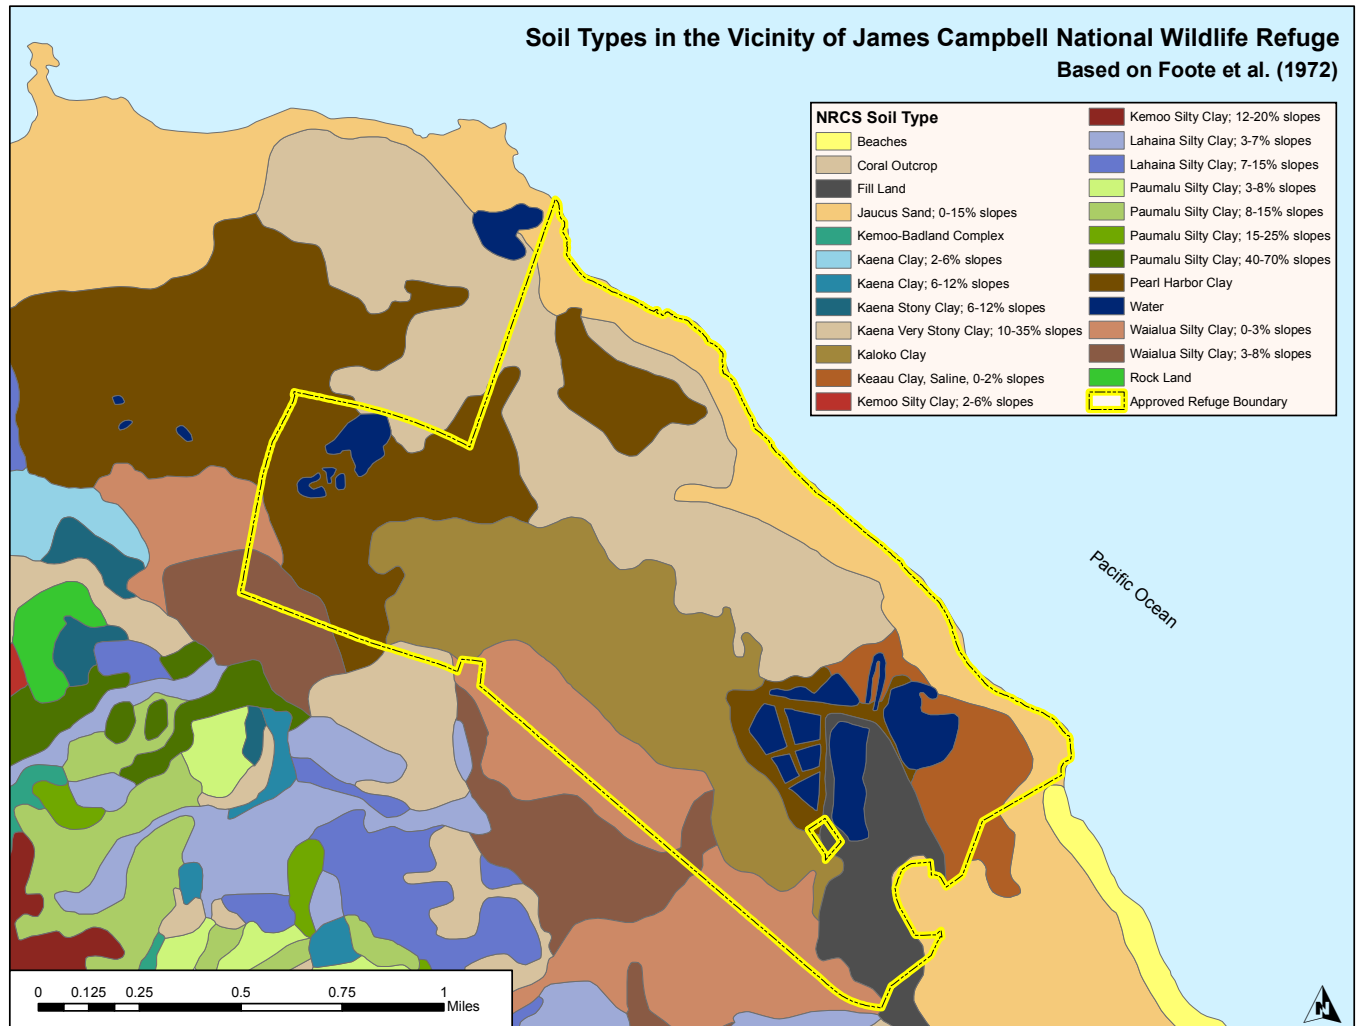 Soil Types in the Vicinity of James Campbell National Wildlife Refuge
Based on Foote et al. (1972)
NRCS Soil Type
Beaches
Coral Outcrop
Fill Land
Jaucus Sand; 0-15% slopes
Kemoo-Badland Complex
Kaena Clay; 2-6% slopes
Kaena Clay; 6-12% slopes
Kaena Stony Clay; 6-12% slopes
Kaena Very Stony Clay; 10-35% slopes
Kaloko Clay
Keaau Clay, Saline, 0-2% slopes
Kemoo Silty Clay; 2-6% slopes
Kemoo Silty Clay; 12-20% slopes
Lahaina Silty Clay; 3-7% slopes
Lahaina Silty Clay; 7-15% slopes
Paumalu Silty Clay; 3-8% slopes
Paumalu Silty Clay; 8-15% slopes
Paumalu Silty Clay; 15-25% slopes
Paumalu Silty Clay; 40-70% slopes
Pearl Harbor Clay
Water
Waialua Silty Clay; 0-3% slopes
Waialua Silty Clay; 3-8% slopes
Rock Land
Approved Refuge Boundary
Pacific Ocean
0 0.125 0.25 0.5 0.75 1
Miles
N